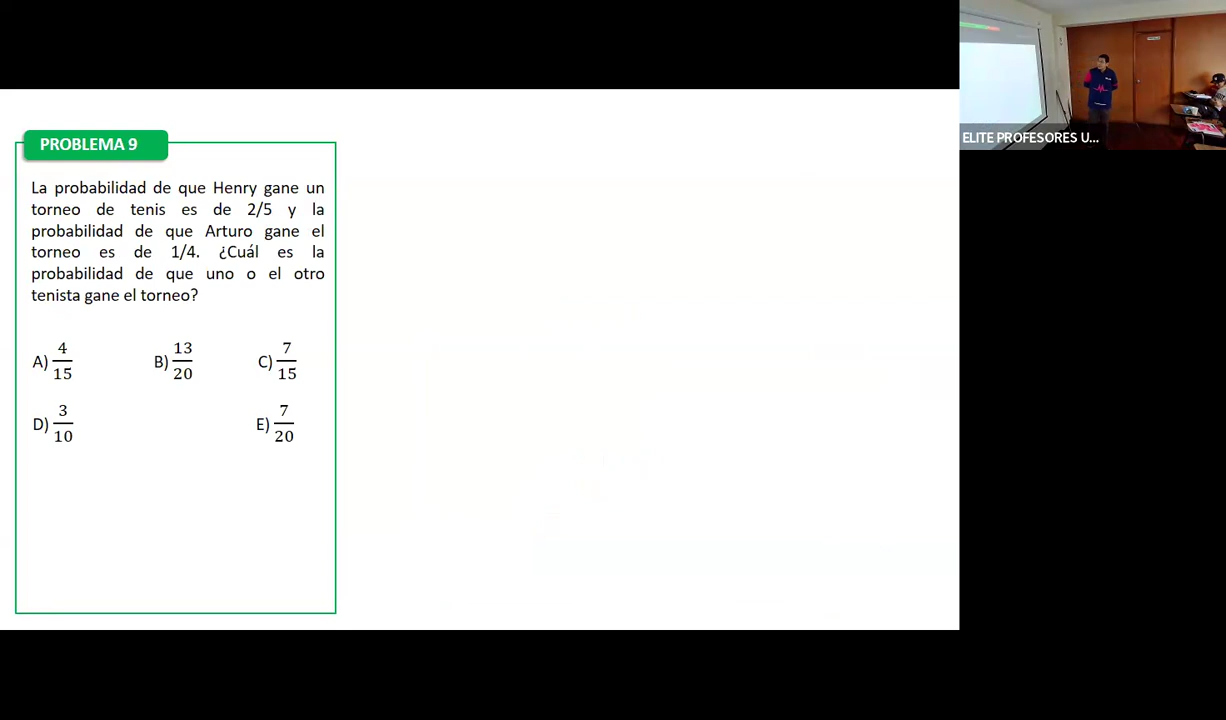 PROBLEMA 9
La probabilidad de que Henry gane un
torneo de tenis es de 2/5 y la
probabilidad de que Arturo gane el
torneo es de 1/4. ¿Cuál es la
probabilidad de que uno o el otro
tenista gane el torneo?
A) 4/15 B) 13/20 C) 7/15
D) 3/10 E) 7/20
ELITE PROFESORES U...